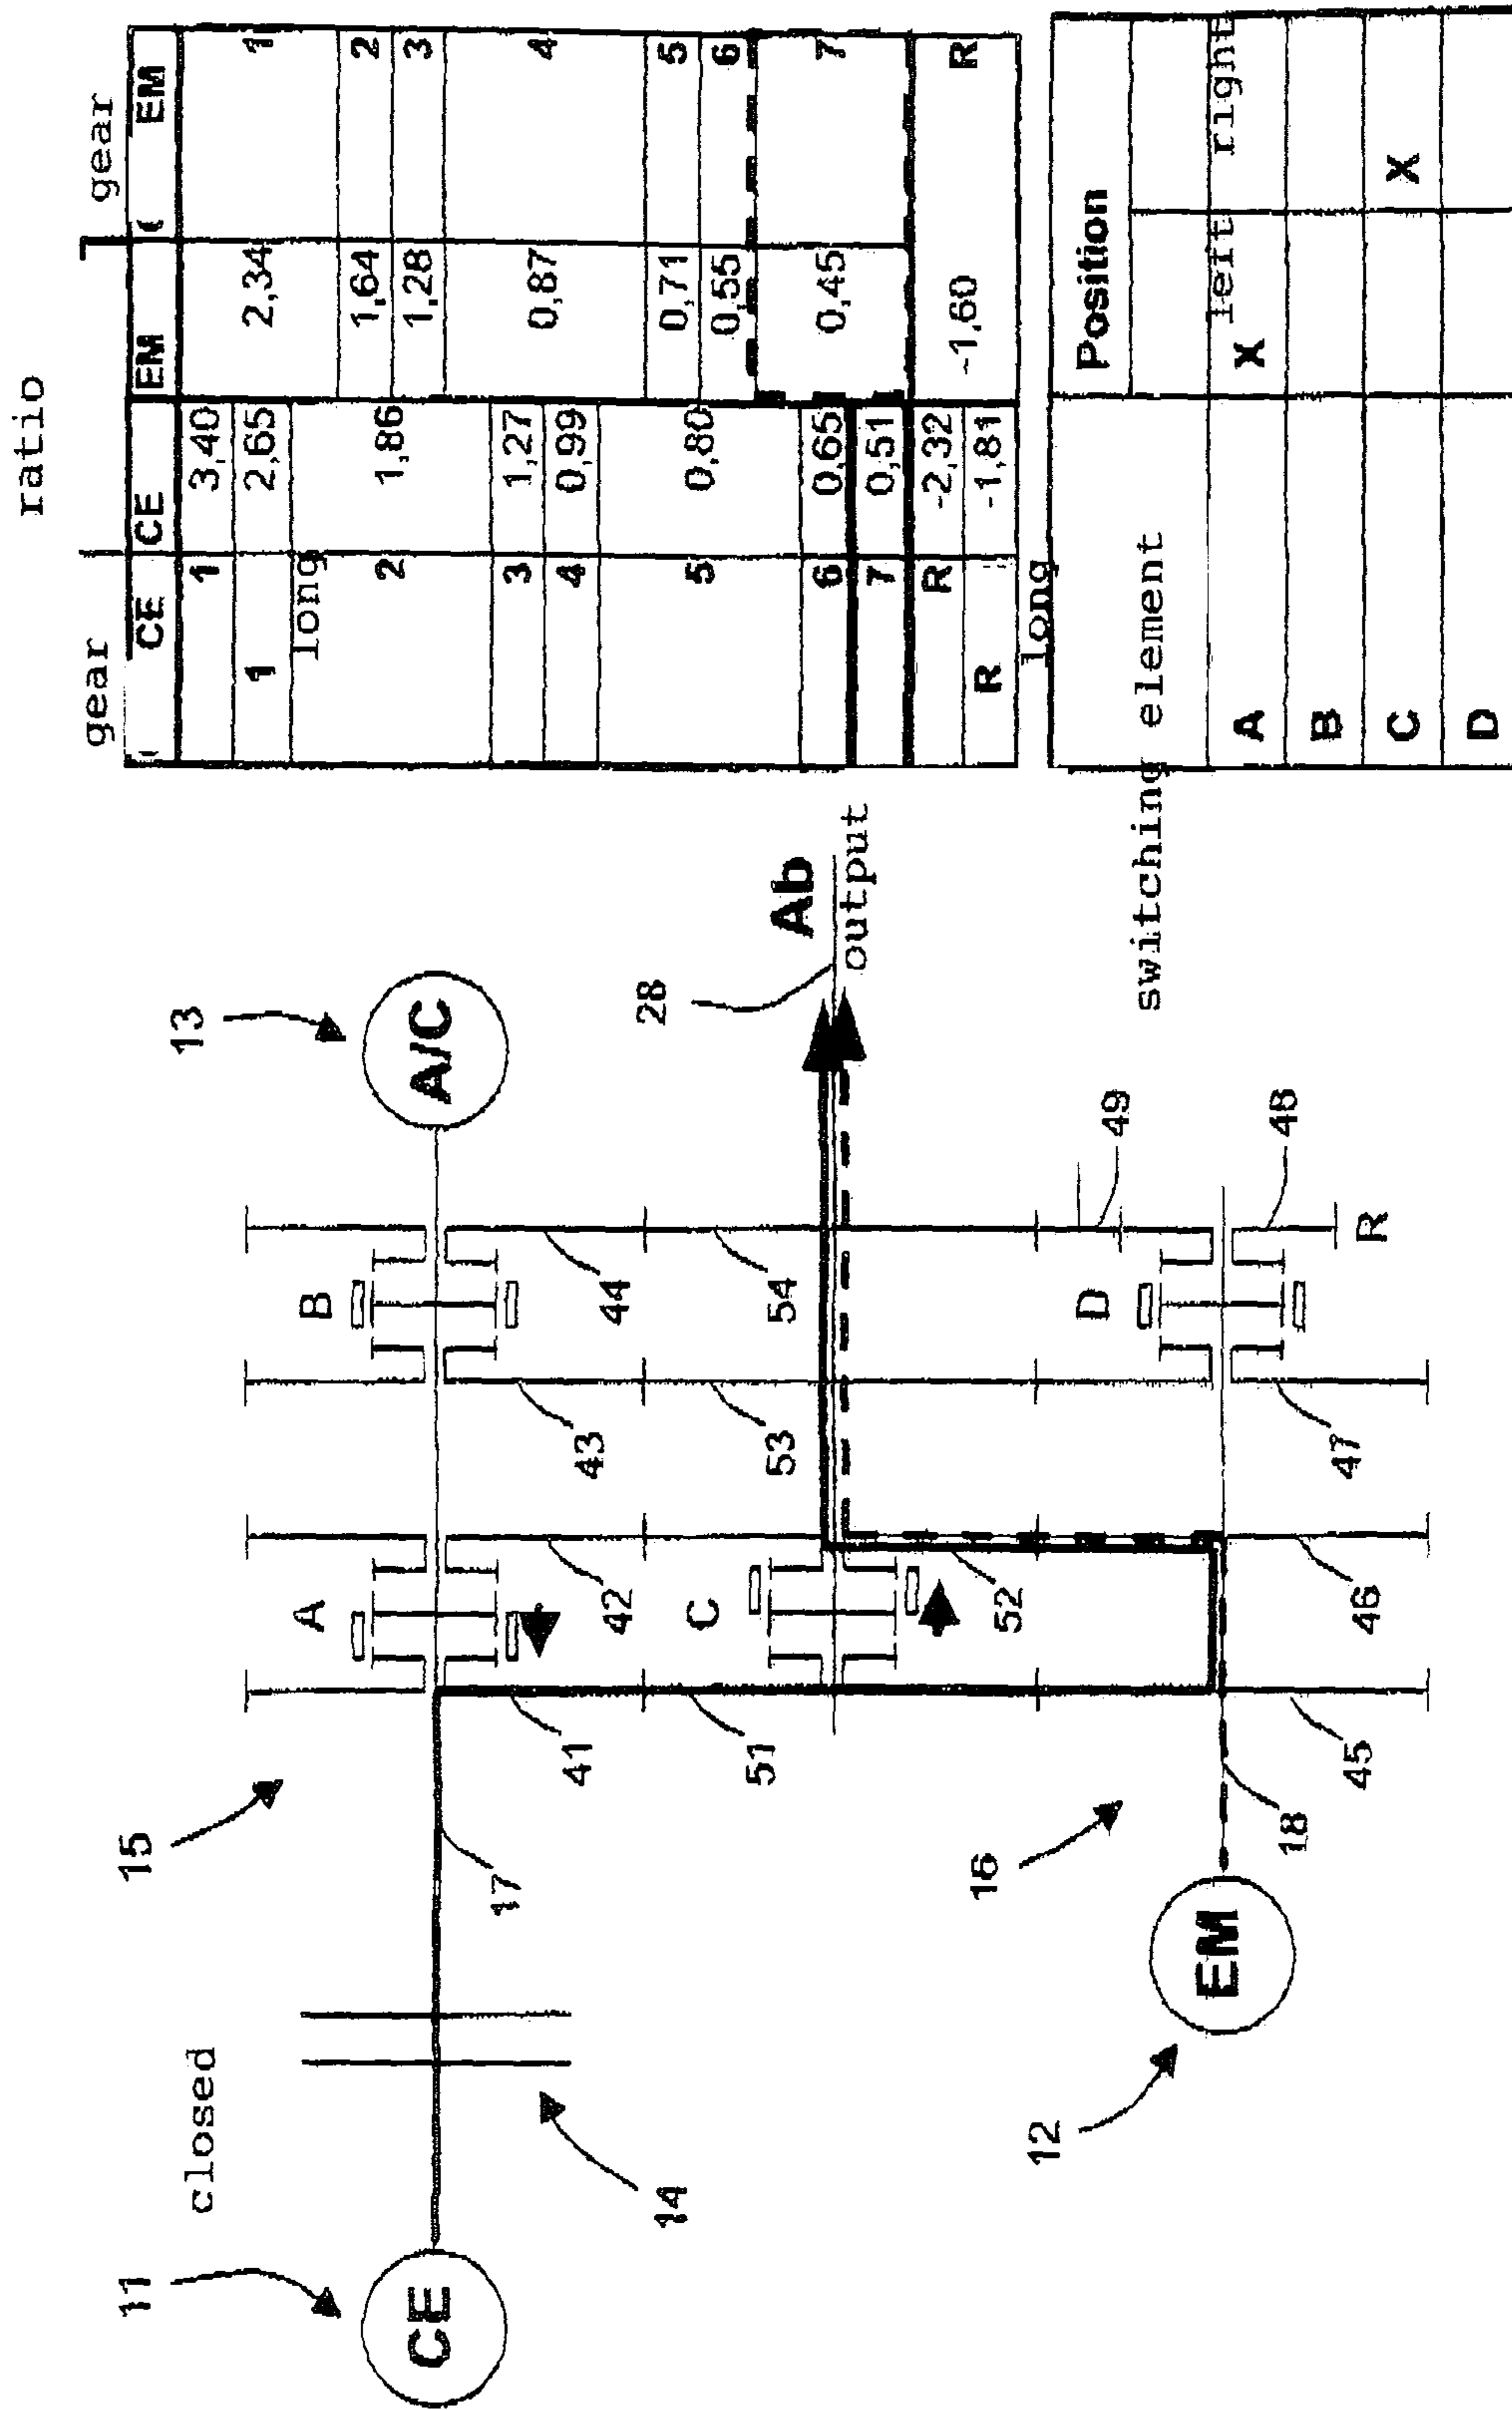 ratio
gear
gear
CE CE EM EM
1 3,40 2,34 1
1 2,65
long
2 1,86 1,64 2
1,28 3
3 1,27 0,87 4
4 0,99
5 0,80 0,71 5
0,55 6
6 0,65 0,45 7
7 0,51
R -2,32 -1,60 R
R -1,81
long
switching element
Position
left right
A X
B
C X
D
11
CE
closed
14
17
15
41
A
42
43
B
44
13
A/C
51
C
52
53
54
28
Ab
output
12
EM
16
18
45
46
47
D
49
48
R